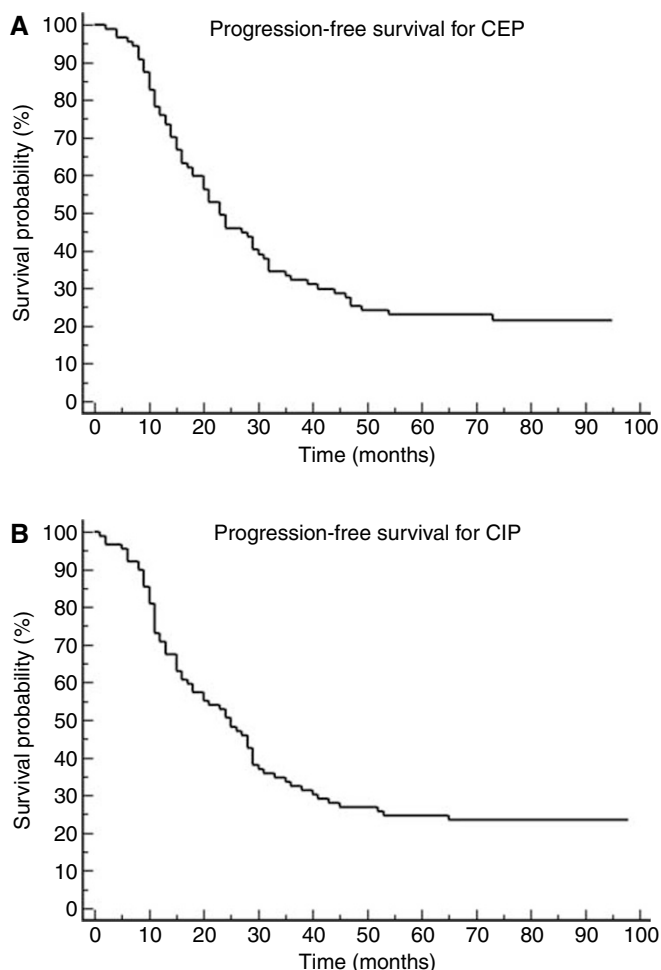 A
Progression-free survival for CEP
Survival probability (%)
100
90
80
70
60
50
40
30
20
10
0
0 10 20 30 40 50 60 70 80 90 100
Time (months)
B
Progression-free survival for CIP
Survival probability (%)
100
90
80
70
60
50
40
30
20
10
0
0 10 20 30 40 50 60 70 80 90 100
Time (months)